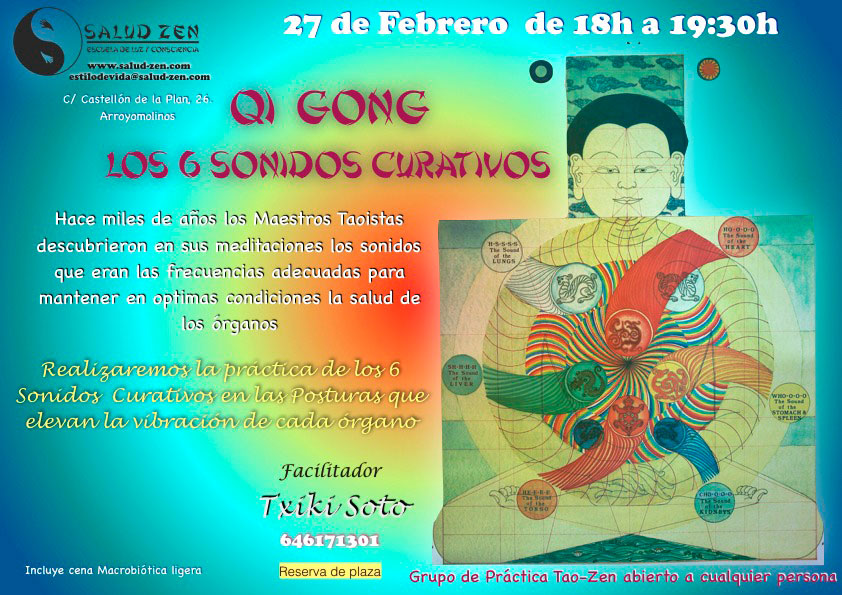 SALUD ZEN
ESCUELA DE LUZ / CONSCIENCIA
www.salud-zen.com
estilodevida@salud-zen.com
C/ Castellón de la Plan, 26.
Arroyomolinos
27 de Febrero de 18h a 19:30h
QI GONG
LOS 6 SONIDOS CURATIVOS
Hace miles de años los Maestros Taoistas
descubrieron en sus meditaciones los sonidos
que eran las frecuencias adecuadas para
mantener en optimas condiciones la salud de
los órganos
Realizaremos la práctica de los 6
Sonidos Curativos en las Posturas que
elevan la vibración de cada órgano
Facilitador
Txiki Soto
646171301
Reserva de plaza
Incluye cena Macrobiótica ligera
H-S-S-S-S
The Sound
of the
LUNGS
HO-O-O-O
The Sound
of the
HEART
SH-H-H-H
The Sound
of the
LIVER
WHO-O-O-O
The Sound
of the
STOMACH &
SPLEEN
HE-E-E-E
The Sound
of the
CHO-O-O-O
The Sound
of the
KIDNEYS
Grupo de Práctica Tao-Zen abierto a cualquier persona